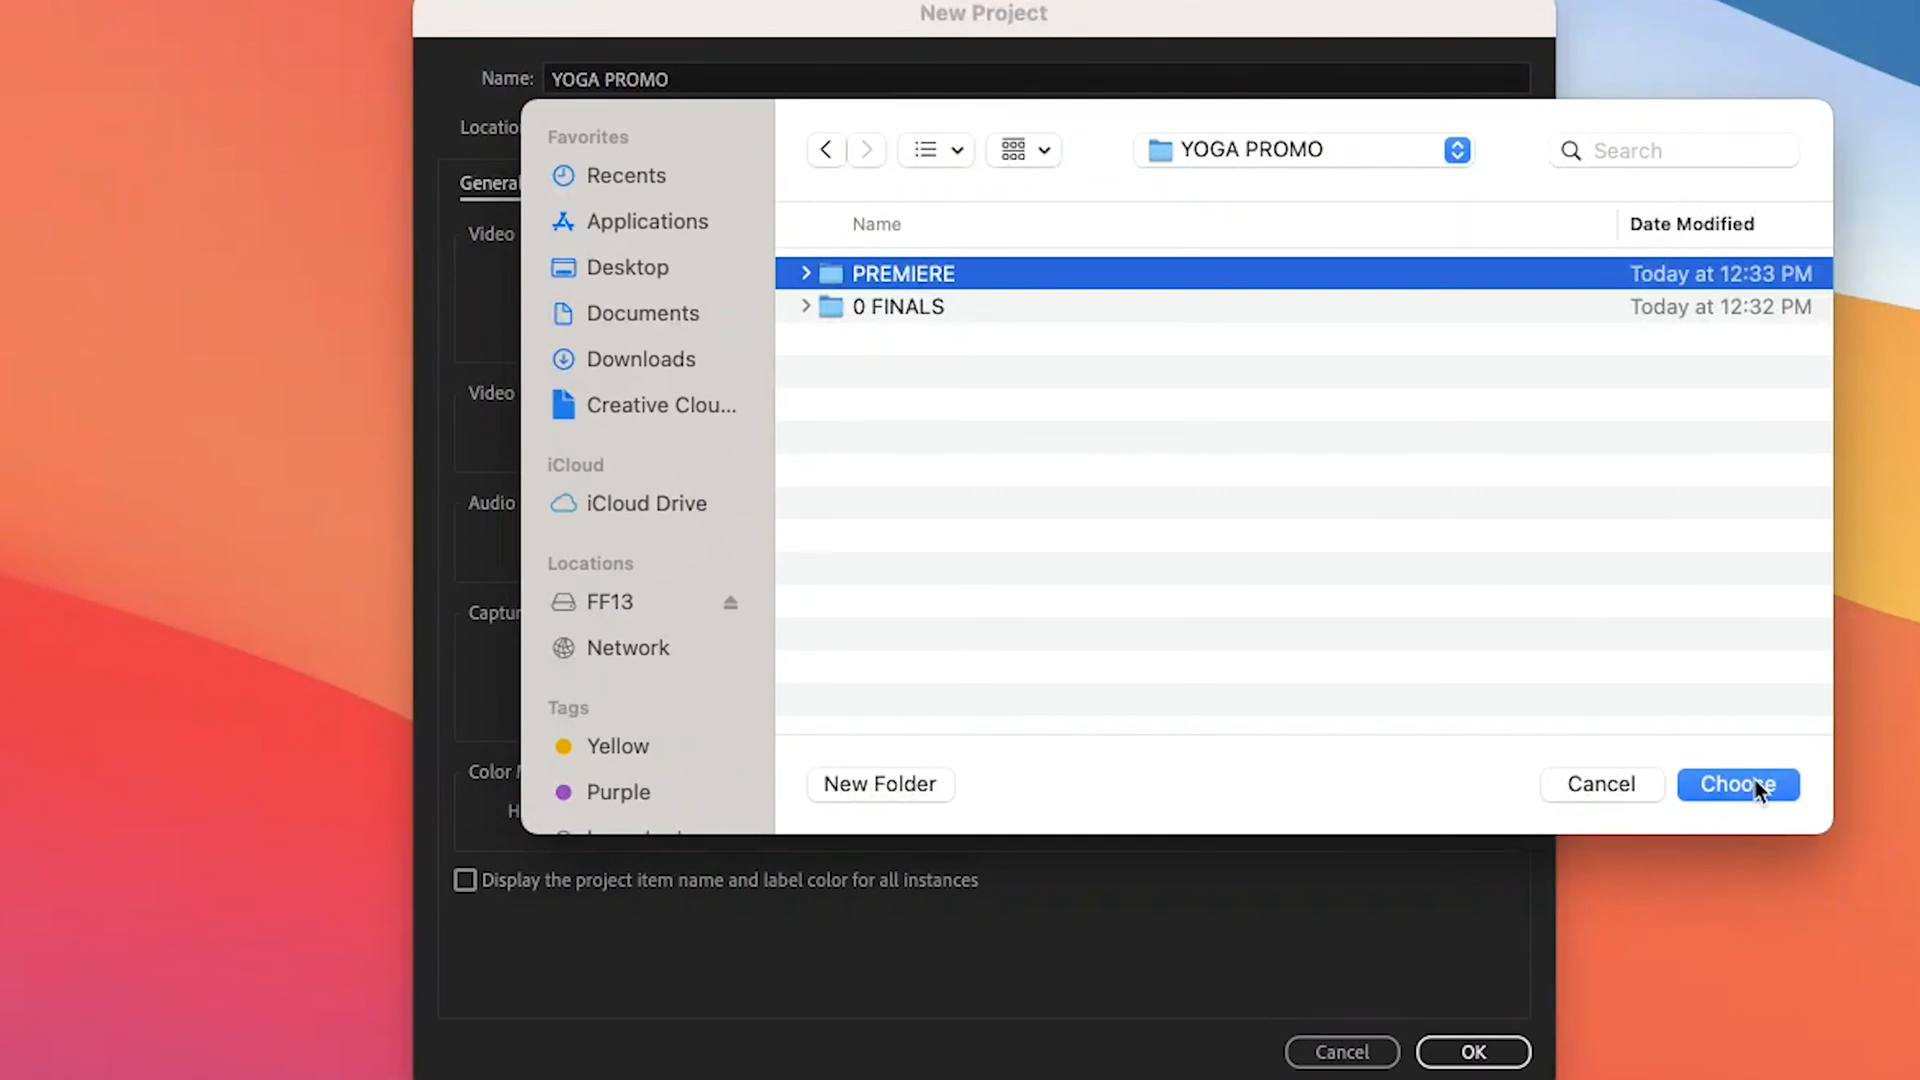 New Project
Name: YOGA PROMO
Locatio
Favorites
Recents
Applications
Desktop
Documents
Downloads
Creative Clou...
iCloud
iCloud Drive
Locations
FF13
Network
Tags
Yellow
Purple
YOGA PROMO
Search
Name Date Modified
PREMIERE Today at 12:33 PM
0 FINALS Today at 12:32 PM
New Folder Cancel Choose
General
Video
Video
Audio
Captur
Color
H
Display the project item name and label color for all instances
Cancel OK